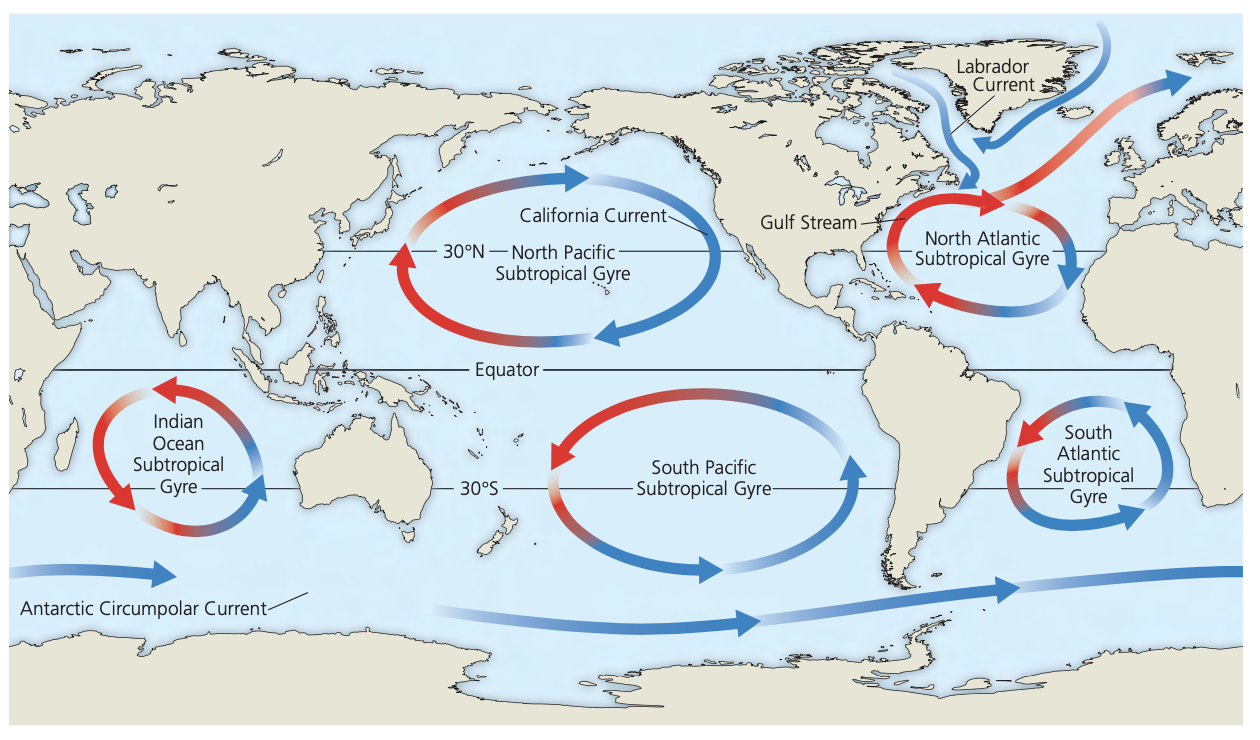 Labrador
Current
California Current
Gulf Stream
30°N
North Pacific
Subtropical Gyre
North Atlantic
Subtropical Gyre
Equator
Indian
Ocean
Subtropical
Gyre
30°S
South Pacific
Subtropical Gyre
South
Atlantic
Subtropical
Gyre
Antarctic Circumpolar Current